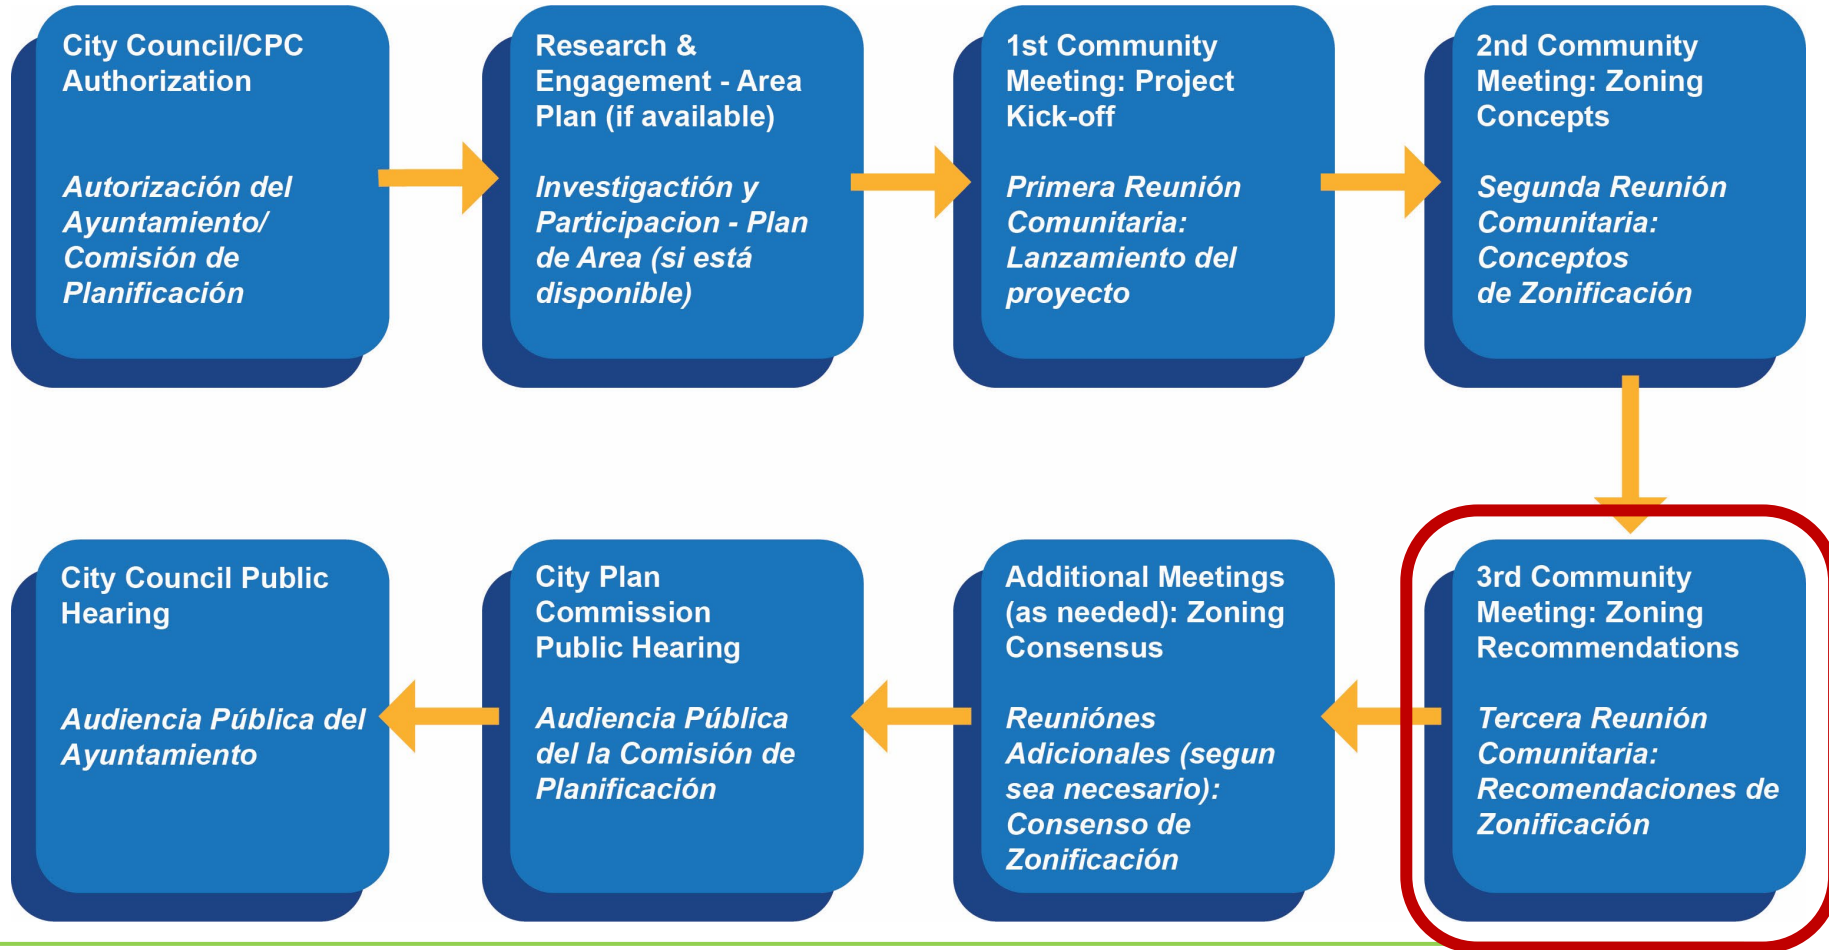 City Council/CPC
Authorization
Autorización del
Ayuntamiento/
Comisión de
Planificación
Research &
Engagement - Area
Plan (if available)
Investigactión y
Participacion - Plan
de Area (si está
disponible)
1st Community
Meeting: Project
Kick-off
Primera Reunión
Comunitaria:
Lanzamiento del
proyecto
2nd Community
Meeting: Zoning
Concepts
Segunda Reunión
Comunitaria:
Conceptos
de Zonificación
3rd Community
Meeting: Zoning
Recommendations
Tercera Reunión
Comunitaria:
Recomendaciones de
Zonificación
Additional Meetings
(as needed): Zoning
Consensus
Reuniónes
Adicionales (segun
sea necesario):
Consenso de
Zonificación
City Plan
Commission
Public Hearing
Audiencia Pública
del la Comisión de
Planificación
City Council Public
Hearing
Audiencia Pública del
Ayuntamiento